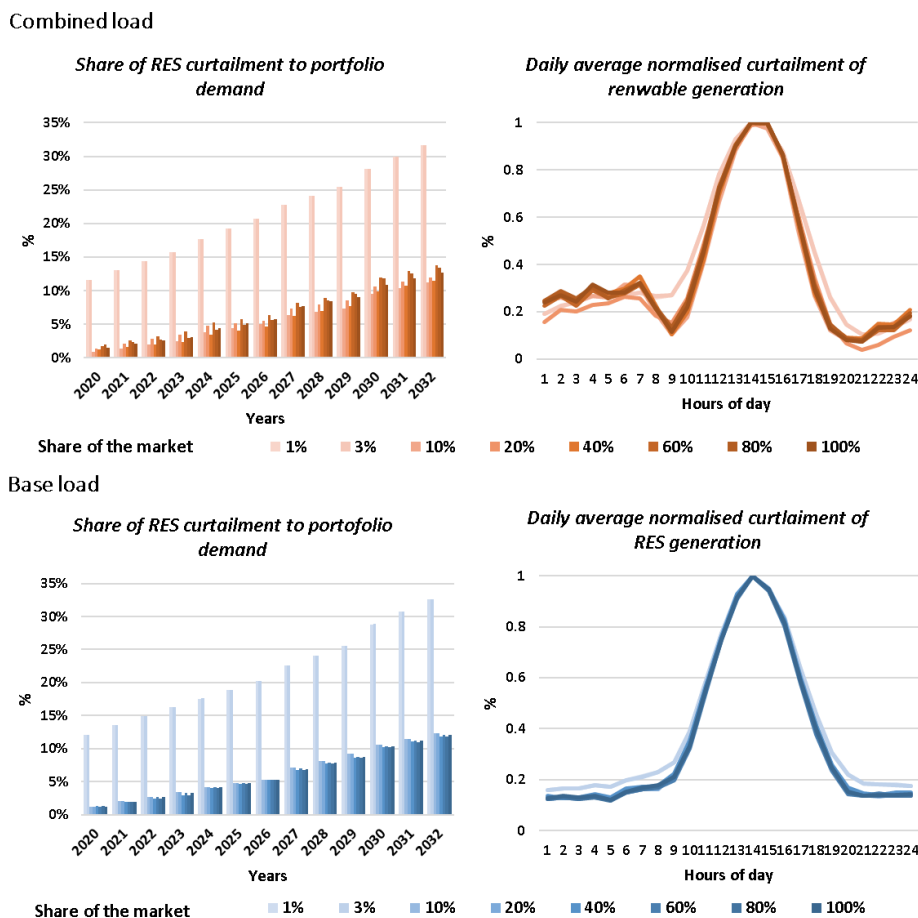 Combined load
Share of RES curtailment to portfolio
demand
35%
30%
25%
20%
15%
10%
5%
0%
%
2020 2021 2022 2023 2024 2025 2026 2027 2028 2029 2030 2031 2032
Years
Daily average normalised curtailment of
renwable generation
1
0.8
0.6
0.4
0.2
0
%
1 2 3 4 5 6 7 8 9 10 11 12 13 14 15 16 17 18 19 20 21 22 23 24
Hours of day
Share of the market 1% 3% 10% 20% 40% 60% 80% 100%
Base load
Share of RES curtailment to portofolio
demand
35%
30%
25%
20%
15%
10%
5%
0%
%
2020 2021 2022 2023 2024 2025 2026 2027 2028 2029 2030 2031 2032
Years
Daily average normalised curtlaiment of
RES generation
1
0.8
0.6
0.4
0.2
0
%
1 2 3 4 5 6 7 8 9 10 11 12 13 14 15 16 17 18 19 20 21 22 23 24
Hours of day
Share of the market 1% 3% 10% 20% 40% 60% 80% 100%